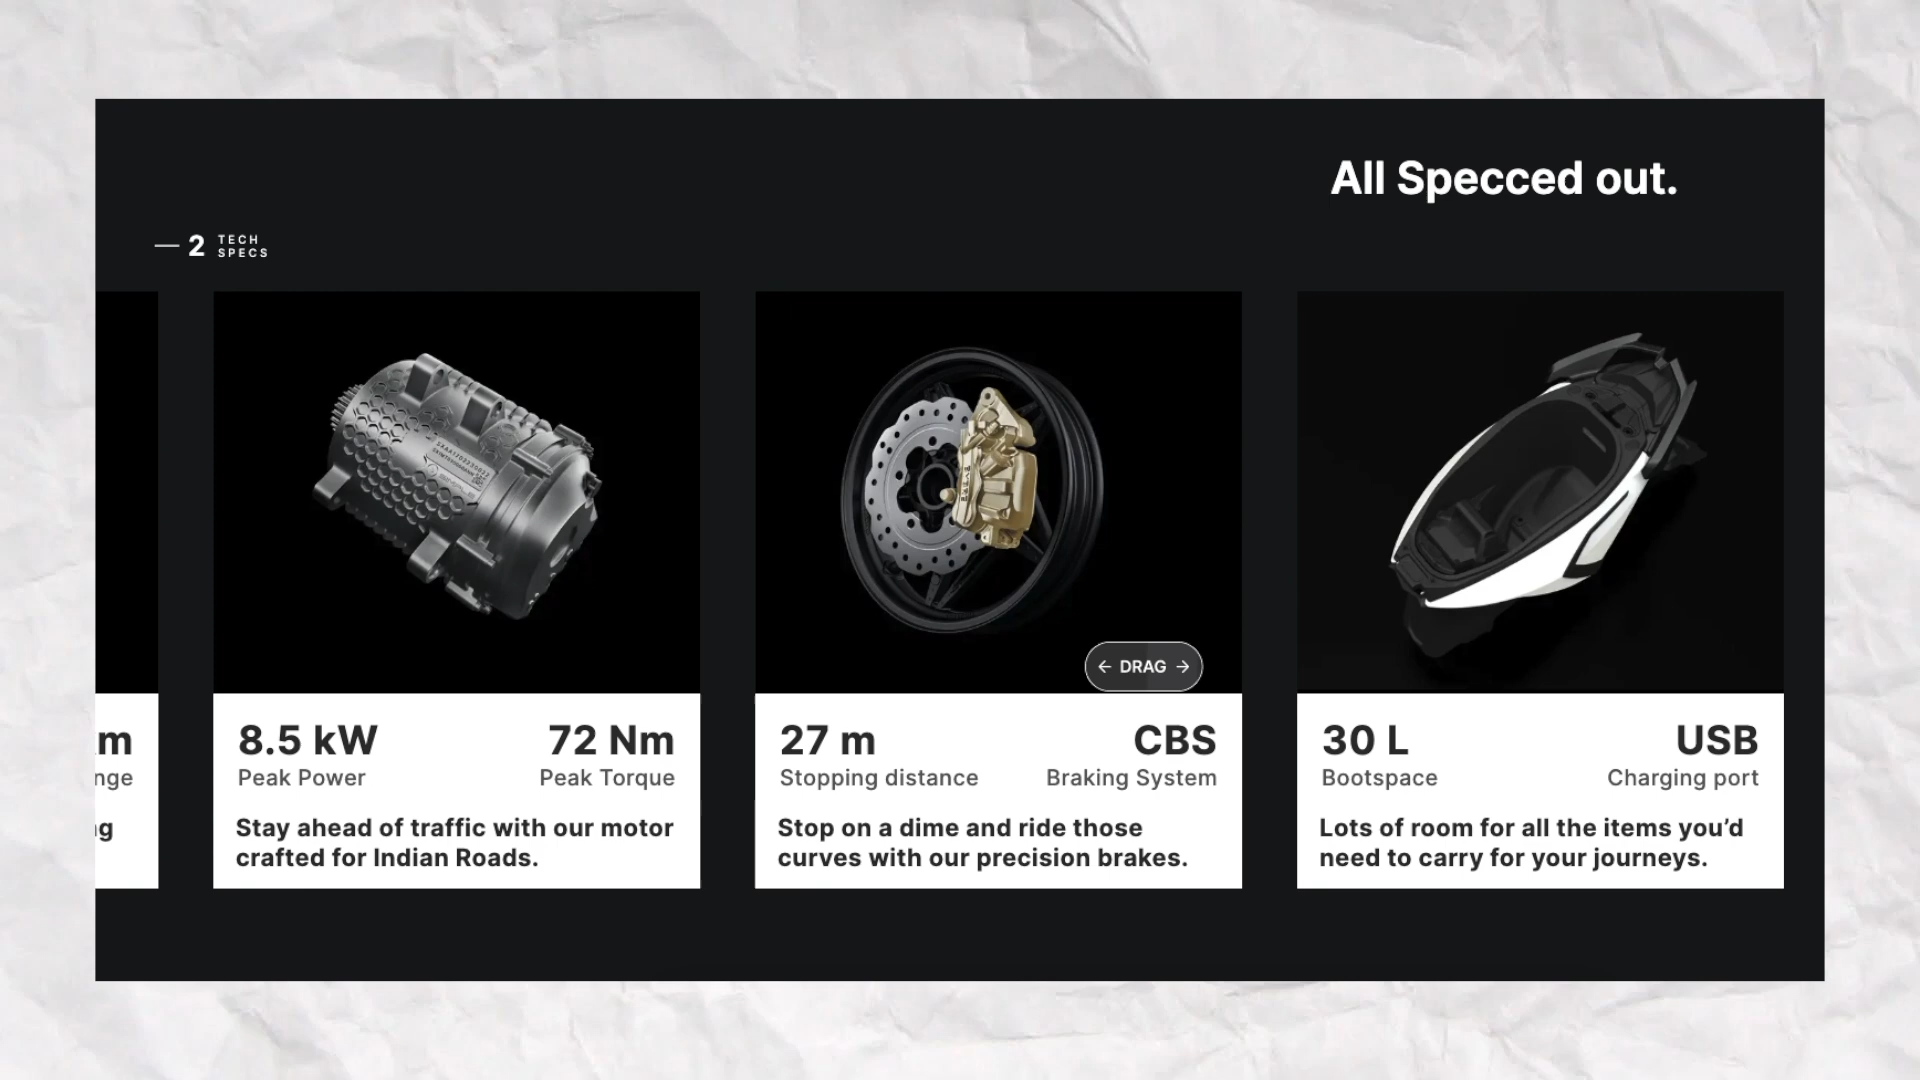 All Specced out.
2 TECH
SPECS
8.5 kW
72 Nm
Peak Power
Peak Torque
Stay ahead of traffic with our motor
crafted for Indian Roads.
← DRAG →
27 m
CBS
Stopping distance
Braking System
Stop on a dime and ride those
curves with our precision brakes.
30 L
USB
Bootspace
Charging port
Lots of room for all the items you’d
need to carry for your journeys.